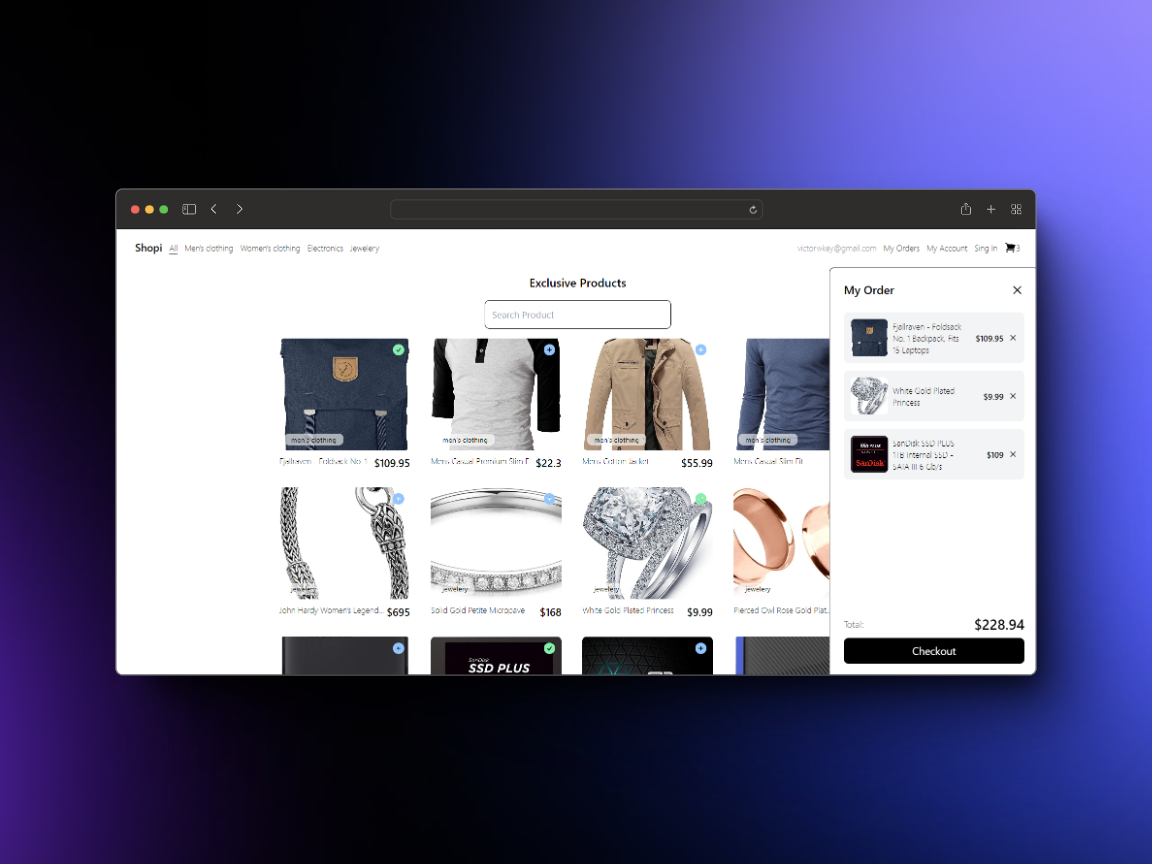 Shopi All Men's clothing Women's clothing Electronics Jewelery
victorwkey@gmail.com My Orders My Account Sing In 3
Exclusive Products
Search Product
men's clothing
Fjallraven - Foldsack No. 1 $109.95
men's clothing
Mens Casual Premium Slim F $22.3
men's clothing
Mens Cotton Jacket $55.99
men's clothing
Mens Casual Slim Fit
jewelery
John Hardy Women's Legend... $695
jewelery
Solid Gold Petite Micropave $168
jewelery
White Gold Plated Princess $9.99
jewelery
Pierced Owl Rose Gold Plat...
SanDisk
SSD PLUS
My Order
Fjallraven - Foldsack
No. 1 Backpack, Fits
15 Laptops
$109.95
White Gold Plated
Princess
$9.99
SSD PLUS
SanDisk
SanDisk SSD PLUS
1TB Internal SSD -
SATA III 6 Gb/s
$109
Total: $228.94
Checkout